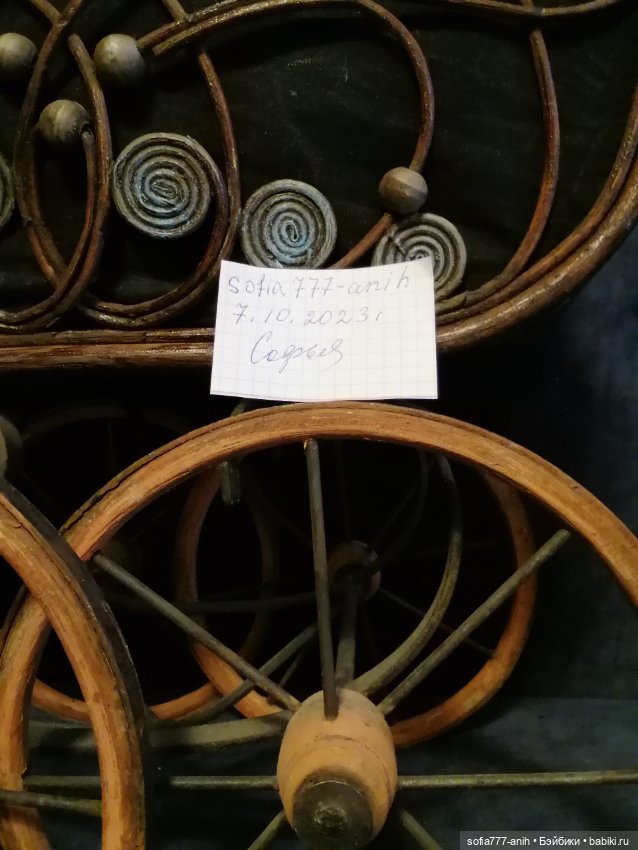 sofia777-anih
7.10.2023г
Софья
sofia777-anih • Бэйбики • babiki.ru